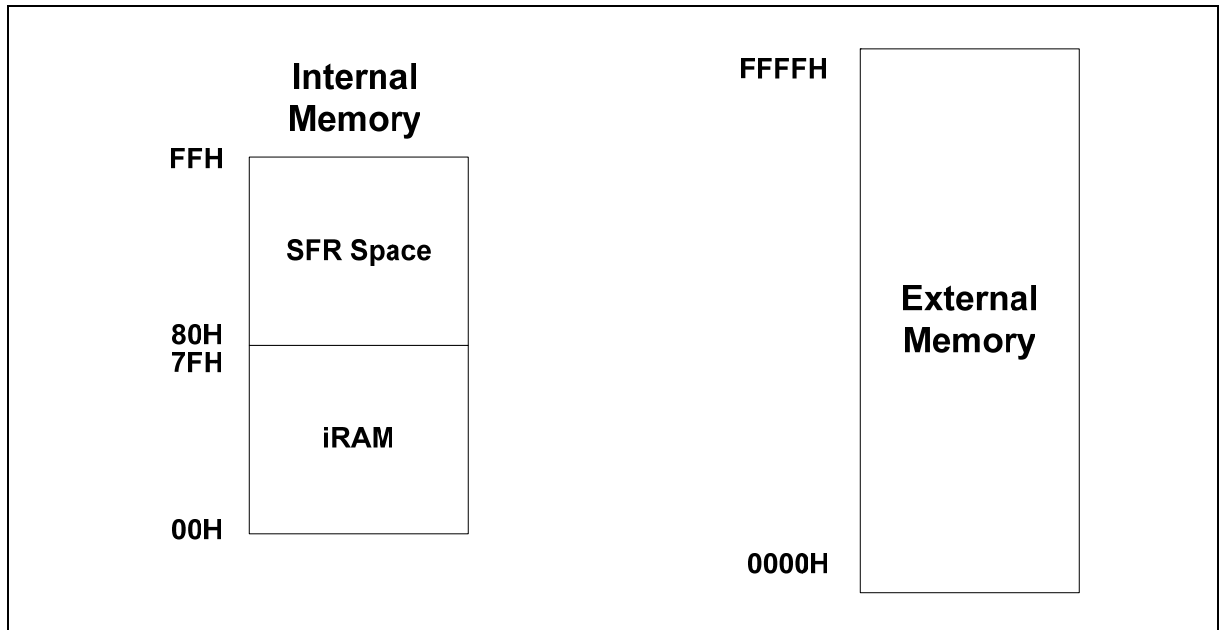 Internal
Memory
FFH
SFR Space
80H
7FH
iRAM
00H
FFFFH
External
Memory
0000H